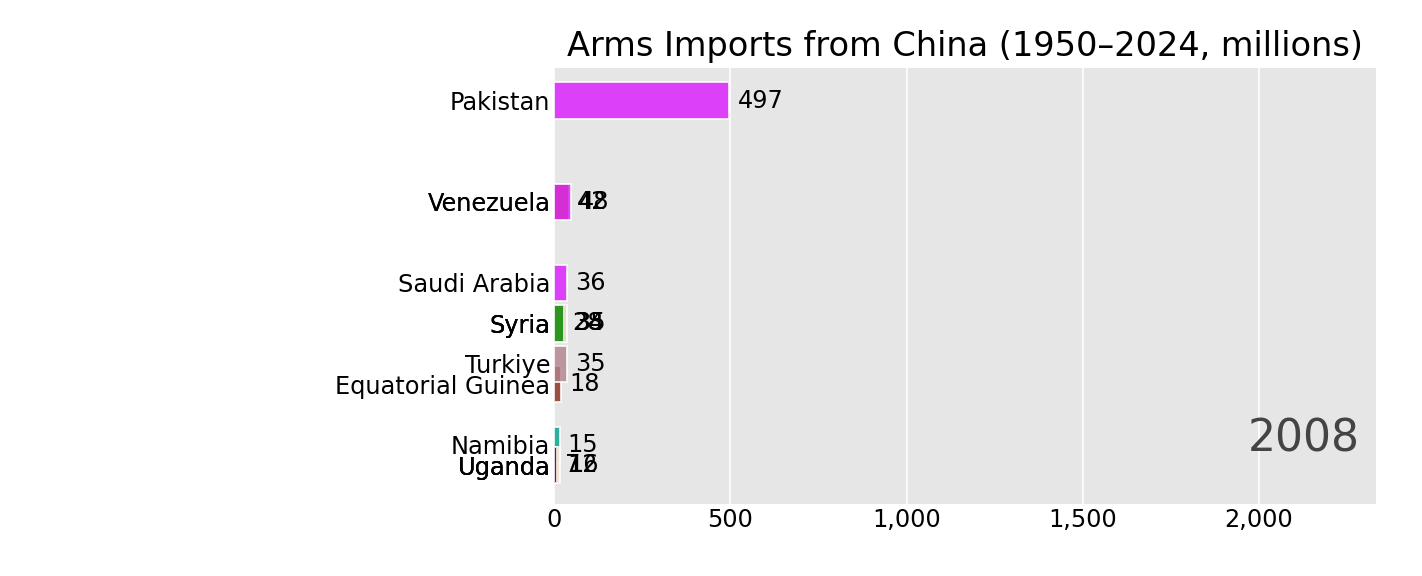 Arms Imports from China (1950–2024, millions)
Pakistan 497
Venezuela
Saudi Arabia 36
Syria
Turkiye 35
Equatorial Guinea 18
Namibia 15
Uganda
2008
0 500 1,000 1,500 2,000